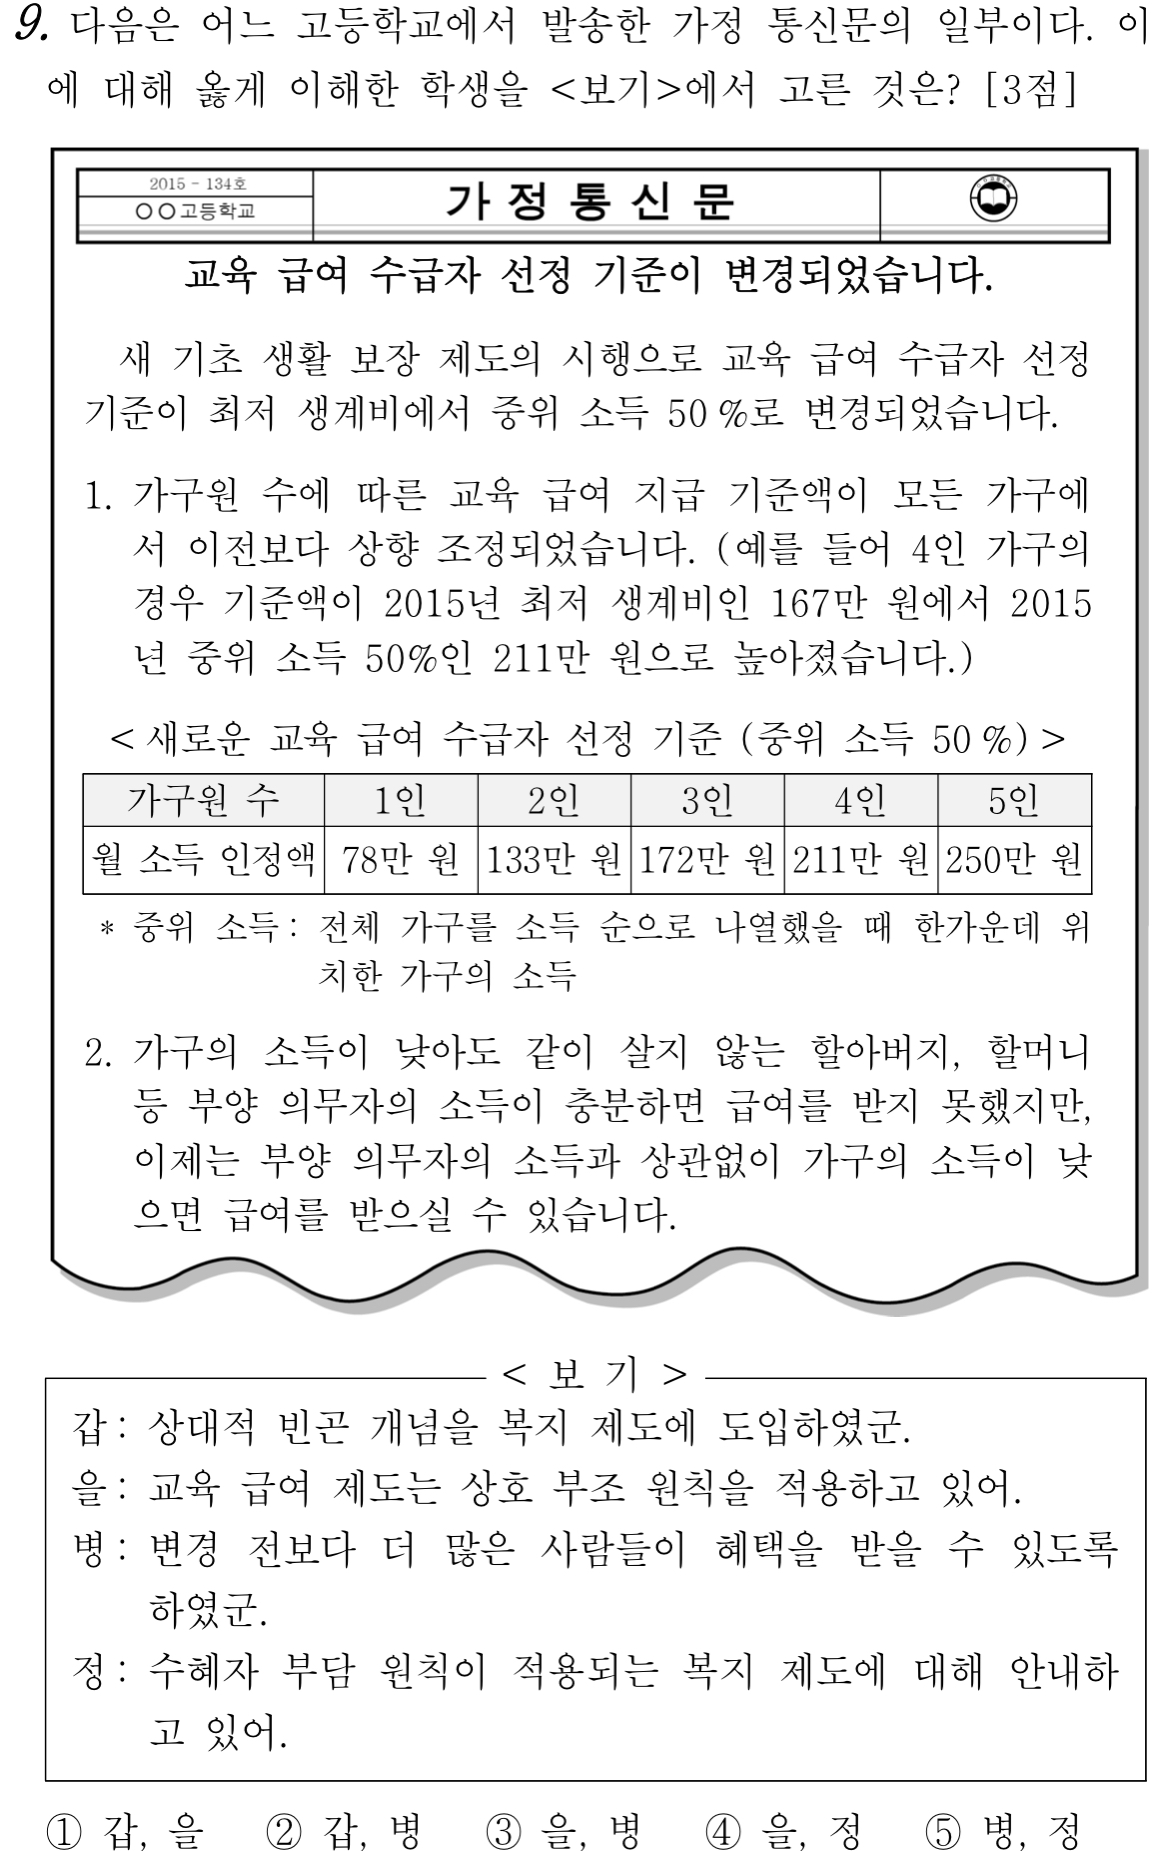 9. 다음은 어느 고등학교에서 발송한 가정 통신문의 일부이다. 이
에 대해 옳게 이해한 학생을 <보기>에서 고른 것은? [3점]
2015 - 134호
○○고등학교
가 정 통 신 문
교육 급여 수급자 선정 기준이 변경되었습니다.
새 기초 생활 보장 제도의 시행으로 교육 급여 수급자 선정
기준이 최저 생계비에서 중위 소득 50%로 변경되었습니다.
1. 가구원 수에 따른 교육 급여 지급 기준액이 모든 가구에
서 이전보다 상향 조정되었습니다. (예를 들어 4인 가구의
경우 기준액이 2015년 최저 생계비인 167만 원에서 2015
년 중위 소득 50%인 211만 원으로 높아졌습니다.)
< 새로운 교육 급여 수급자 선정 기준 (중위 소득 50%) >
가구원 수 1인 2인 3인 4인 5인
월 소득 인정액 78만 원 133만 원 172만 원 211만 원 250만 원
* 중위 소득 : 전체 가구를 소득 순으로 나열했을 때 한가운데 위
치한 가구의 소득
2. 가구의 소득이 낮아도 같이 살지 않는 할아버지, 할머니
등 부양 의무자의 소득이 충분하면 급여를 받지 못했지만,
이제는 부양 의무자의 소득과 상관없이 가구의 소득이 낮
으면 급여를 받으실 수 있습니다.
< 보 기 >
갑 : 상대적 빈곤 개념을 복지 제도에 도입하였군.
을 : 교육 급여 제도는 상호 부조 원칙을 적용하고 있어.
병 : 변경 전보다 더 많은 사람들이 혜택을 받을 수 있도록
하였군.
정 : 수혜자 부담 원칙이 적용되는 복지 제도에 대해 안내하
고 있어.
① 갑, 을 ② 갑, 병 ③ 을, 병 ④ 을, 정 ⑤ 병, 정